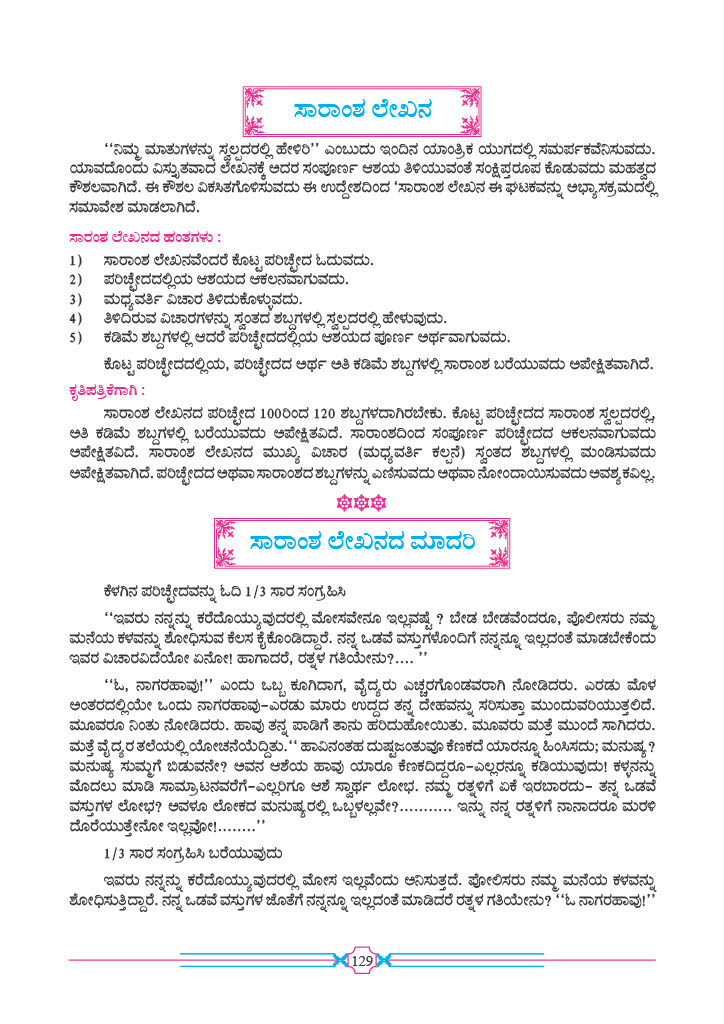 ಸಾರಾಂಶ ಲೇಖನ
‘‘ನಿಮ್ಮ ಮಾತುಗಳನ್ನು ಸ್ವಲ್ಪದರಲ್ಲಿ ಹೇಳಿರಿ’’ ಎಂಬುದು ಇಂದಿನ ಯಾಂತ್ರಿಕ ಯುಗದಲ್ಲಿ ಸಮರ್ಪಕವೆನಿಸುವದು.
ಯಾವದೊಂದು ವಿಸ್ತೃತವಾದ ಲೇಖನಕ್ಕೆ ಅದರ ಸಂಪೂರ್ಣ ಆಶಯ ತಿಳಿಯುವಂತೆ ಸಂಕ್ಷಿಪ್ತರೂಪ ಕೊಡುವದು ಮಹತ್ವದ
ಕೌಶಲವಾಗಿದೆ. ಈ ಕೌಶಲ ವಿಕಸಿತಗೊಳಿಸುವದು ಈ ಉದ್ದೇಶದಿಂದ ‘ಸಾರಾಂಶ ಲೇಖನ ಈ ಘಟಕವನ್ನು ಅಭ್ಯಾಸಕ್ರಮದಲ್ಲಿ
ಸಮಾವೇಶ ಮಾಡಲಾಗಿದೆ.
ಸಾರಂಶ ಲೇಖನದ ಹಂತಗಳು :
1) ಸಾರಾಂಶ ಲೇಖನವೆಂದರೆ ಕೊಟ್ಟ ಪರಿಚ್ಛೇದ ಓದುವದು.
2) ಪರಿಚ್ಛೇದದಲ್ಲಿಯ ಆಶಯದ ಆಕಲನವಾಗುವದು.
3) ಮಧ್ಯವರ್ತಿ ವಿಚಾರ ತಿಳಿದುಕೊಳ್ಳುವದು.
4) ತಿಳಿದಿರುವ ವಿಚಾರಗಳನ್ನು ಸ್ವಂತದ ಶಬ್ದಗಳಲ್ಲಿ ಸ್ವಲ್ಪದರಲ್ಲಿ ಹೇಳುವುದು.
5) ಕಡಿಮೆ ಶಬ್ದಗಳಲ್ಲಿ ಆದರೆ ಪರಿಚ್ಛೇದದಲ್ಲಿಯ ಆಶಯದ ಪೂರ್ಣ ಅರ್ಥವಾಗುವದು.
ಕೊಟ್ಟ ಪರಿಚ್ಛೇದದಲ್ಲಿಯ, ಪರಿಚ್ಛೇದದ ಅರ್ಥ ಅತಿ ಕಡಿಮೆ ಶಬ್ದಗಳಲ್ಲಿ ಸಾರಾಂಶ ಬರೆಯುವದು ಅಪೇಕ್ಷಿತವಾಗಿದೆ.
ಕೃತಿಪತ್ರಿಕೆಗಾಗಿ :
ಸಾರಾಂಶ ಲೇಖನದ ಪರಿಚ್ಛೇದ 100ರಿಂದ 120 ಶಬ್ದಗಳದಾಗಿರಬೇಕು. ಕೊಟ್ಟ ಪರಿಚ್ಛೇದದ ಸಾರಾಂಶ ಸ್ವಲ್ಪದರಲ್ಲಿ,
ಅತಿ ಕಡಿಮೆ ಶಬ್ದಗಳಲ್ಲಿ ಬರೆಯುವದು ಅಪೇಕ್ಷಿತವಿದೆ. ಸಾರಾಂಶದಿಂದ ಸಂಪೂರ್ಣ ಪರಿಚ್ಛೇದದ ಆಕಲನವಾಗುವದು
ಅಪೇಕ್ಷಿತವಿದೆ. ಸಾರಾಂಶ ಲೇಖನದ ಮುಖ್ಯ ವಿಚಾರ (ಮಧ್ಯವರ್ತಿ ಕಲ್ಪನೆ) ಸ್ವಂತದ ಶಬ್ದಗಳಲ್ಲಿ ಮಂಡಿಸುವದು
ಅಪೇಕ್ಷಿತವಾಗಿದೆ. ಪರಿಚ್ಛೇದದ ಅಥವಾ ಸಾರಾಂಶದ ಶಬ್ದಗಳನ್ನು ಎಣಿಸುವದು ಅಥವಾ ನೋಂದಾಯಿಸುವದು ಅವಶ್ಯಕವಿಲ್ಲ.
ಸಾರಾಂಶ ಲೇಖನದ ಮಾದರಿ
ಕೆಳಗಿನ ಪರಿಚ್ಛೇದವನ್ನು ಓದಿ 1/3 ಸಾರ ಸಂಗ್ರಹಿಸಿ
‘‘ಇವರು ನನ್ನನ್ನು ಕರೆದೊಯ್ಯುವುದರಲ್ಲಿ ಮೋಸವೇನೂ ಇಲ್ಲವಷ್ಟೆ ? ಬೇಡ ಬೇಡವೆಂದರೂ, ಪೊಲೀಸರು ನಮ್ಮ
ಮನೆಯ ಕಳವನ್ನು ಶೋಧಿಸುವ ಕೆಲಸ ಕೈಕೊಂಡಿದ್ದಾರೆ. ನನ್ನ ಒಡವೆ ವಸ್ತುಗಳೊಂದಿಗೆ ನನ್ನನ್ನೂ ಇಲ್ಲದಂತೆ ಮಾಡಬೇಕೆಂದು
ಇವರ ವಿಚಾರವಿದೆಯೋ ಏನೋ! ಹಾಗಾದರೆ, ರತ್ನಳ ಗತಿಯೇನು?.... ’’
‘‘ಓ, ನಾಗರಹಾವು!’’ ಎಂದು ಒಬ್ಬ ಕೂಗಿದಾಗ, ವೈದ್ಯರು ಎಚ್ಚರಗೊಂಡವರಾಗಿ ನೋಡಿದರು. ಎರಡು ಮೊಳ
ಅಂತರದಲ್ಲಿಯೇ ಒಂದು ನಾಗರಹಾವು-ಎರಡು ಮಾರು ಉದ್ದದ ತನ್ನ ದೇಹವನ್ನು ಸರಿಸುತ್ತಾ ಮುಂದುವರಿಯುತ್ತಲಿದೆ.
ಮೂವರೂ ನಿಂತು ನೋಡಿದರು. ಹಾವು ತನ್ನ ಪಾಡಿಗೆ ತಾನು ಹರಿದುಹೋಯಿತು. ಮೂವರು ಮತ್ತೆ ಮುಂದೆ ಸಾಗಿದರು.
ಮತ್ತೆ ವೈದ್ಯರ ತಲೆಯಲ್ಲಿ ಯೋಚನೆಯೆದ್ದಿತು.‘‘ ಹಾವಿನಂತಹ ದುಷ್ಟಜಂತುವೂ ಕೆಣಕದೆ ಯಾರನ್ನೂ ಹಿಂಸಿಸದು; ಮನುಷ್ಯ?
ಮನುಷ್ಯ ಸುಮ್ಮಗೆ ಬಿಡುವನೇ? ಅವನ ಆಶೆಯ ಹಾವು ಯಾರೂ ಕೆಣಕದಿದ್ದರೂ-ಎಲ್ಲರನ್ನೂ ಕಡಿಯುವುದು! ಕಳ್ಳನನ್ನು
ಮೊದಲು ಮಾಡಿ ಸಾಮ್ರಾಟನವರೆಗೆ-ಎಲ್ಲರಿಗೂ ಆಶೆ ಸ್ವಾರ್ಥ ಲೋಭ. ನಮ್ಮ ರತ್ನಳಿಗೆ ಏಕೆ ಇರಬಾರದು- ತನ್ನ ಒಡವೆ
ವಸ್ತುಗಳ ಲೋಭ? ಅವಳೂ ಲೋಕದ ಮನುಷ್ಯರಲ್ಲಿ ಒಬ್ಬಳಲ್ಲವೇ?........... ಇನ್ನು ನನ್ನ ರತ್ನಳಿಗೆ ನಾನಾದರೂ ಮರಳಿ
ದೊರೆಯುತ್ತೇನೋ ಇಲ್ಲವೋ!........’’
1/3 ಸಾರ ಸಂಗ್ರಹಿಸಿ ಬರೆಯುವುದು
ಇವರು ನನ್ನನ್ನು ಕರೆದೊಯ್ಯುವುದರಲ್ಲಿ ಮೋಸ ಇಲ್ಲವೆಂದು ಅನಿಸುತ್ತದೆ. ಪೋಲಿಸರು ನಮ್ಮ ಮನೆಯ ಕಳವನ್ನು
ಶೋಧಿಸುತ್ತಿದ್ದಾರೆ. ನನ್ನ ಒಡವೆ ವಸ್ತುಗಳ ಜೊತೆಗೆ ನನ್ನನ್ನೂ ಇಲ್ಲದಂತೆ ಮಾಡಿದರೆ ರತ್ನಳ ಗತಿಯೇನು? ‘‘ಓ ನಾಗರಹಾವು!’’
129